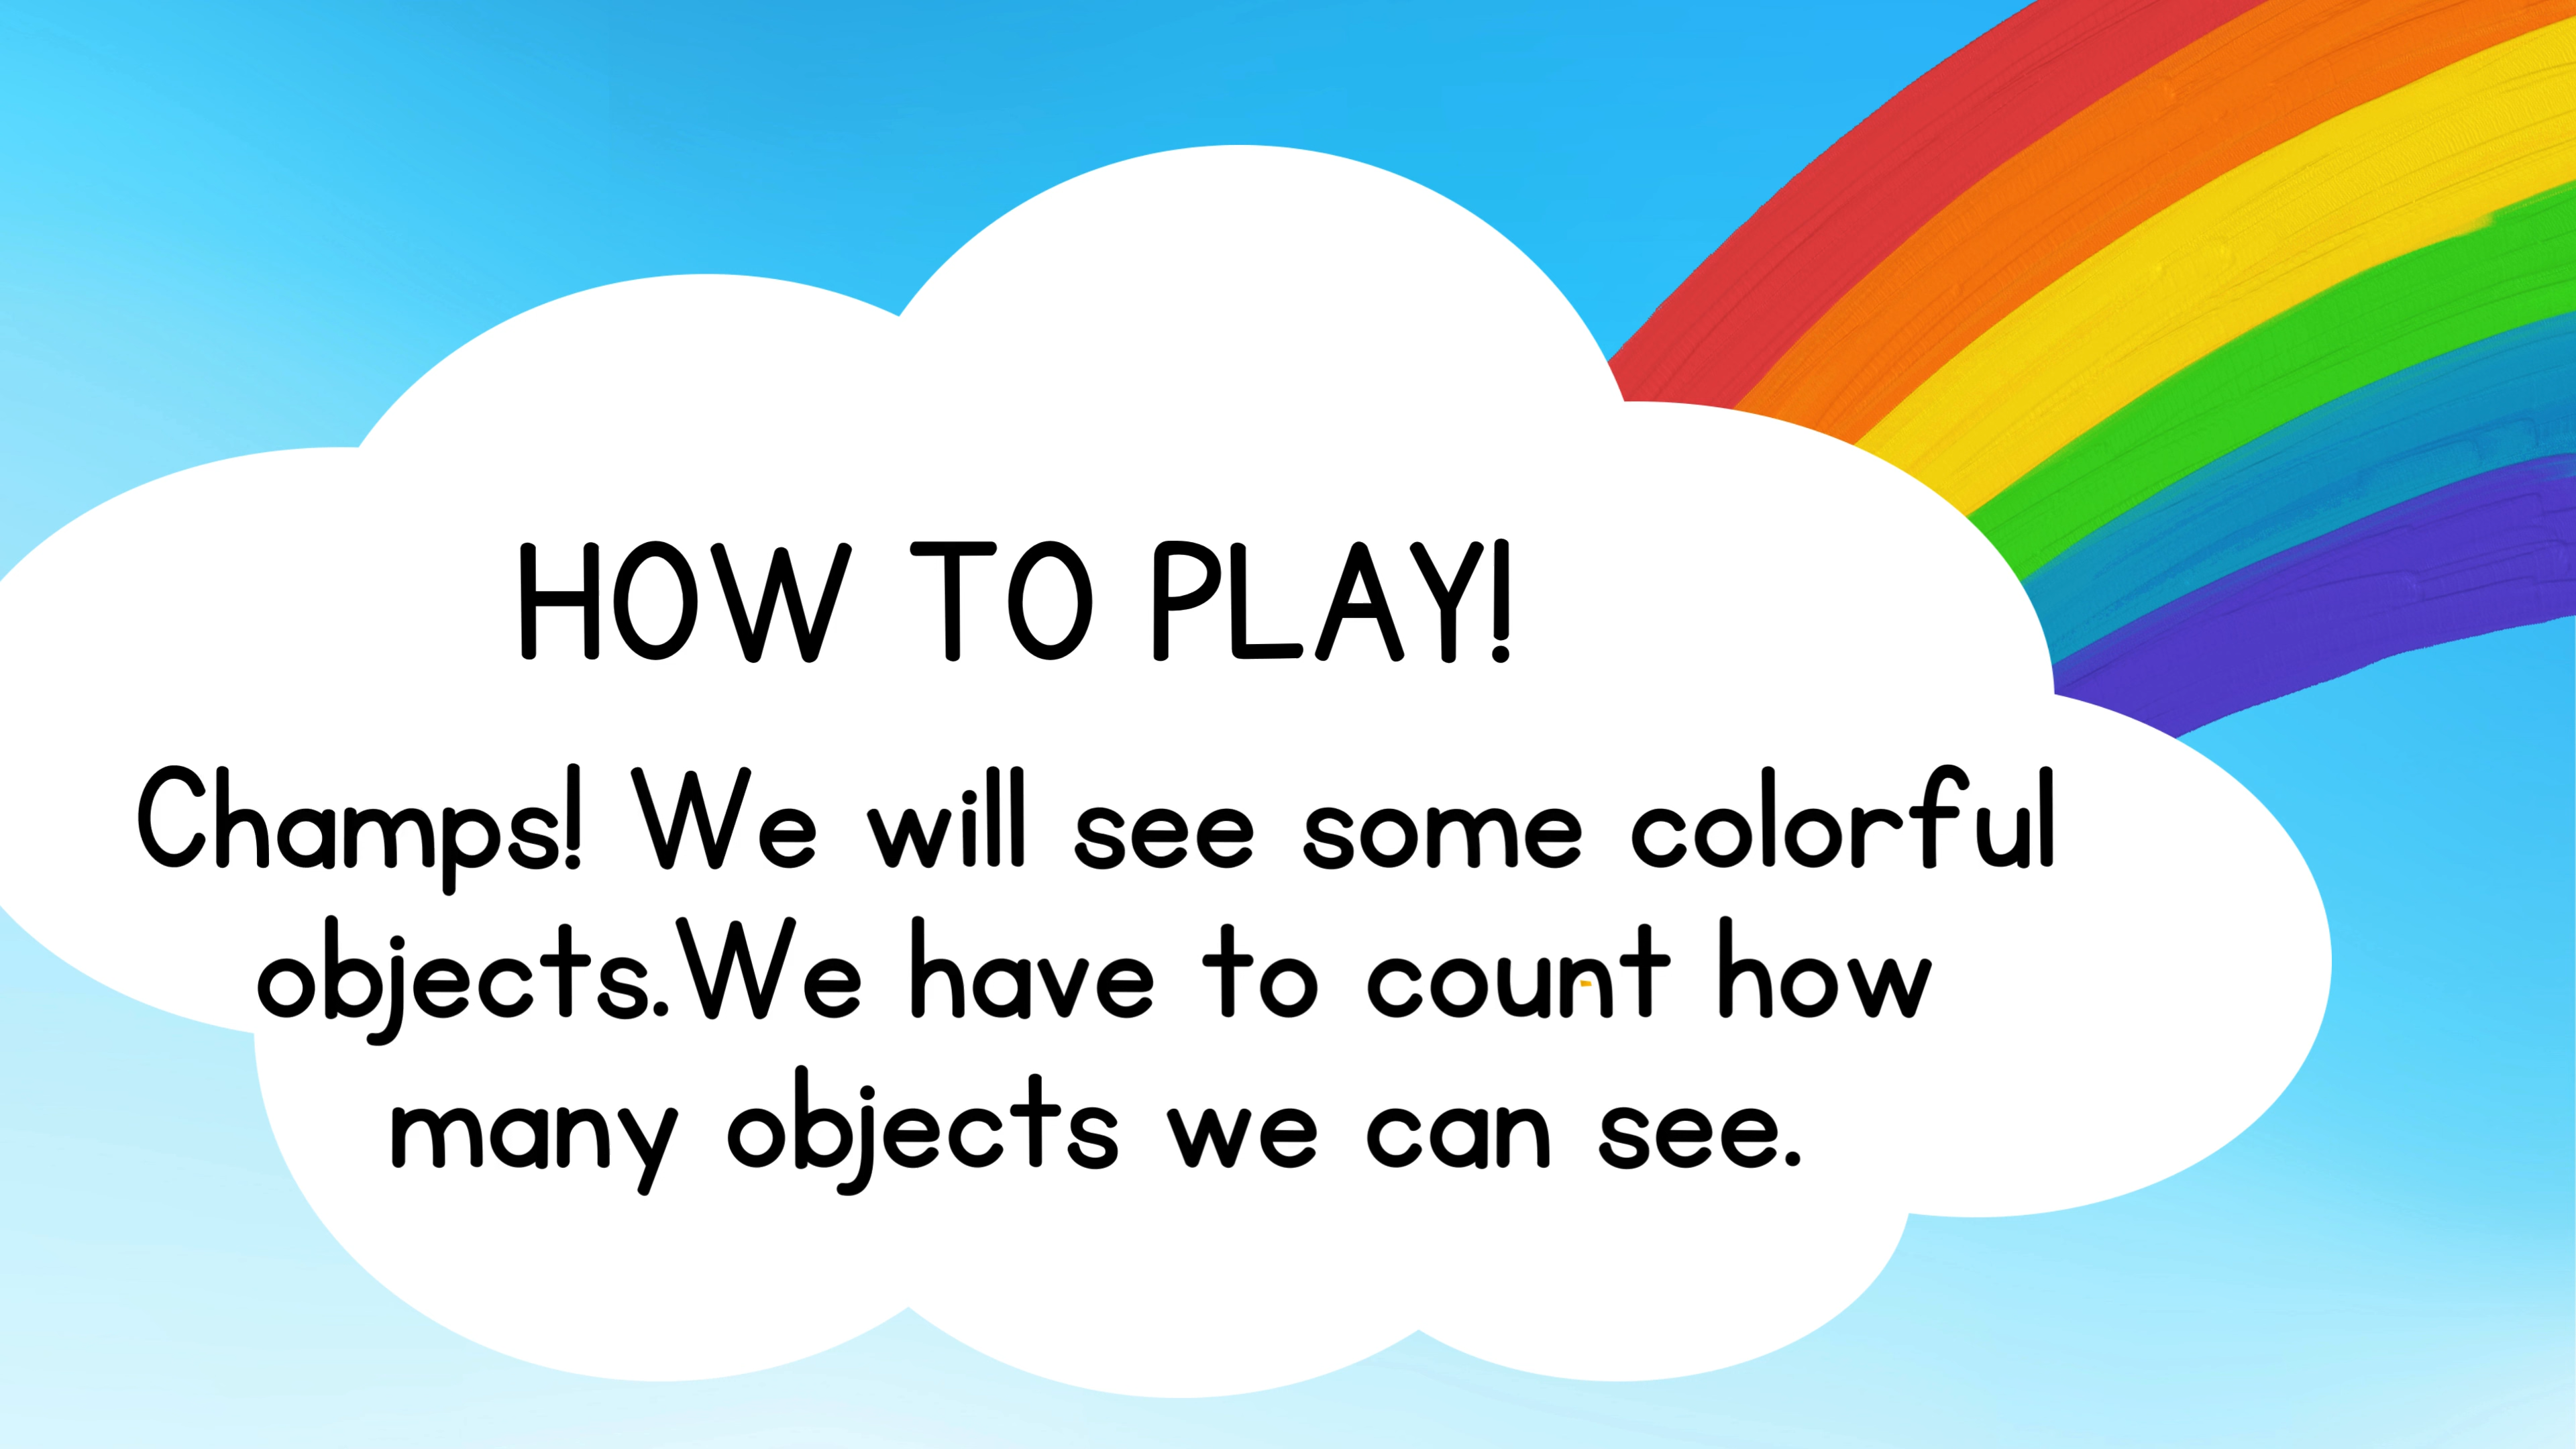 HOW TO PLAY!
Champs! We will see some colorful
objects.We have to count how
many objects we can see.